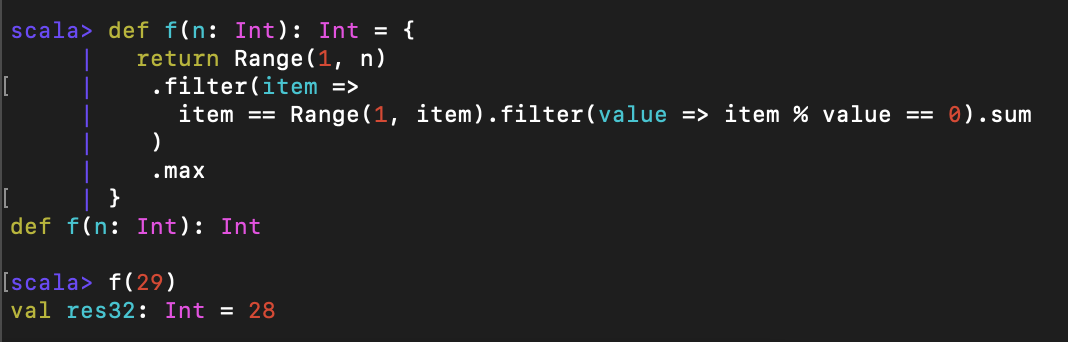 scala> def f(n: Int): Int = {
     |   return Range(1, n)
[    |    .filter(item =>
     |      item == Range(1, item).filter(value => item % value == 0).sum
     |    )
     |    .max
[    | }
def f(n: Int): Int

[scala> f(29)
val res32: Int = 28